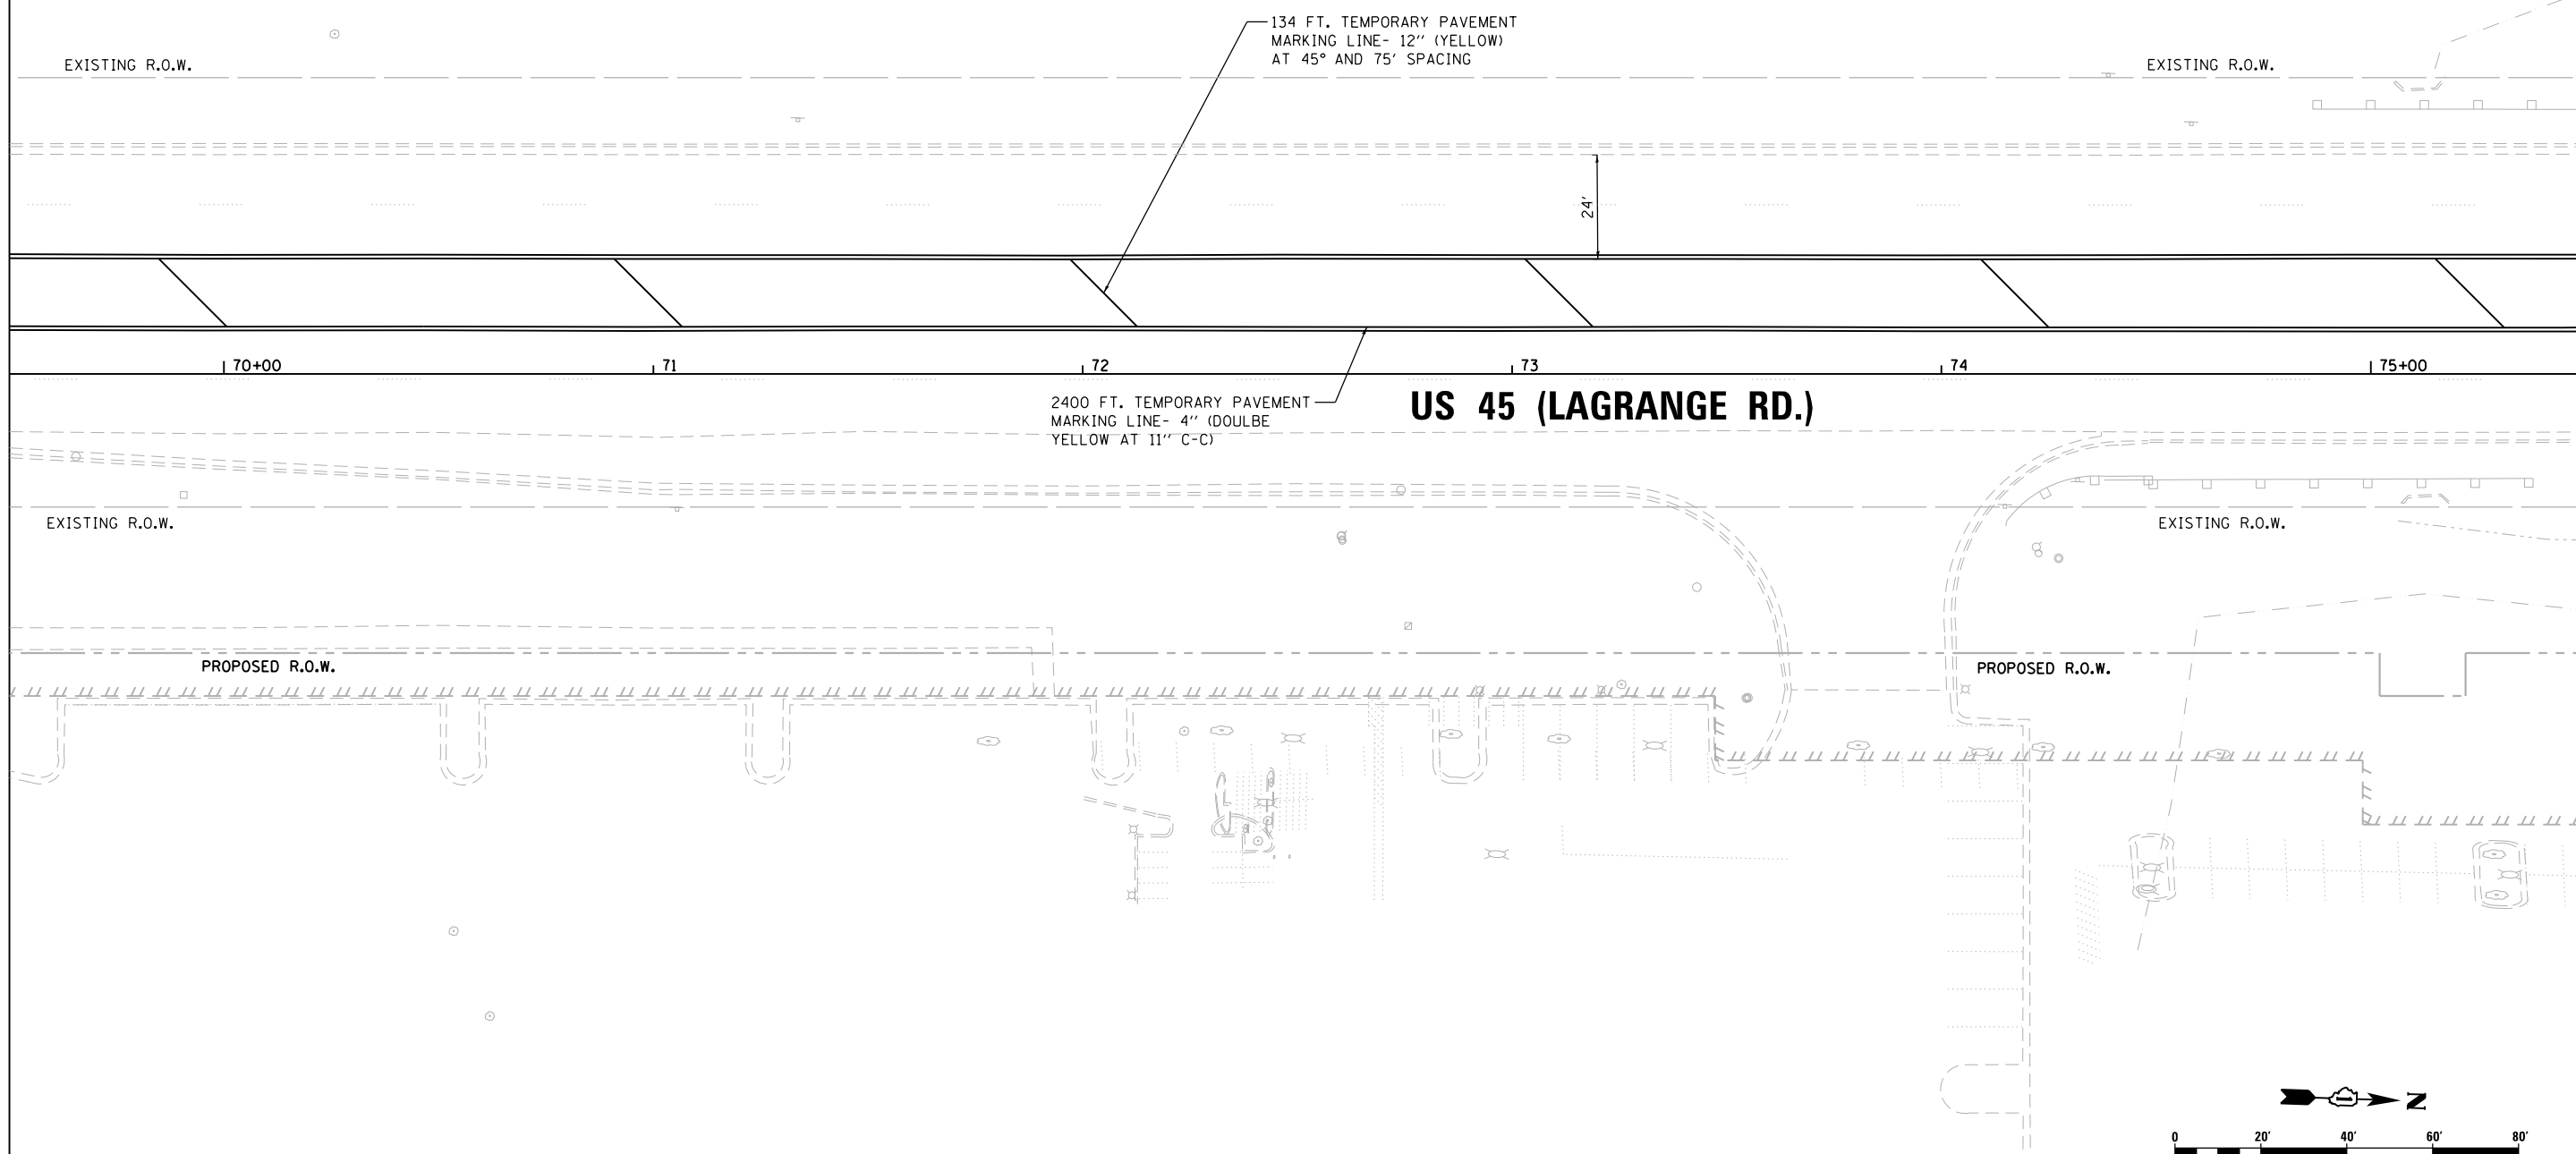 134 FT. TEMPORARY PAVEMENT
MARKING LINE- 12'' (YELLOW)
AT 45° AND 75' SPACING
EXISTING R.O.W.
EXISTING R.O.W.
24'
70+00
71
72
73
74
75+00
2400 FT. TEMPORARY PAVEMENT
MARKING LINE- 4'' (DOULBE
YELLOW AT 11'' C-C)
US 45 (LAGRANGE RD.)
EXISTING R.O.W.
EXISTING R.O.W.
PROPOSED R.O.W.
PROPOSED R.O.W.
N
0 20' 40' 60' 80'